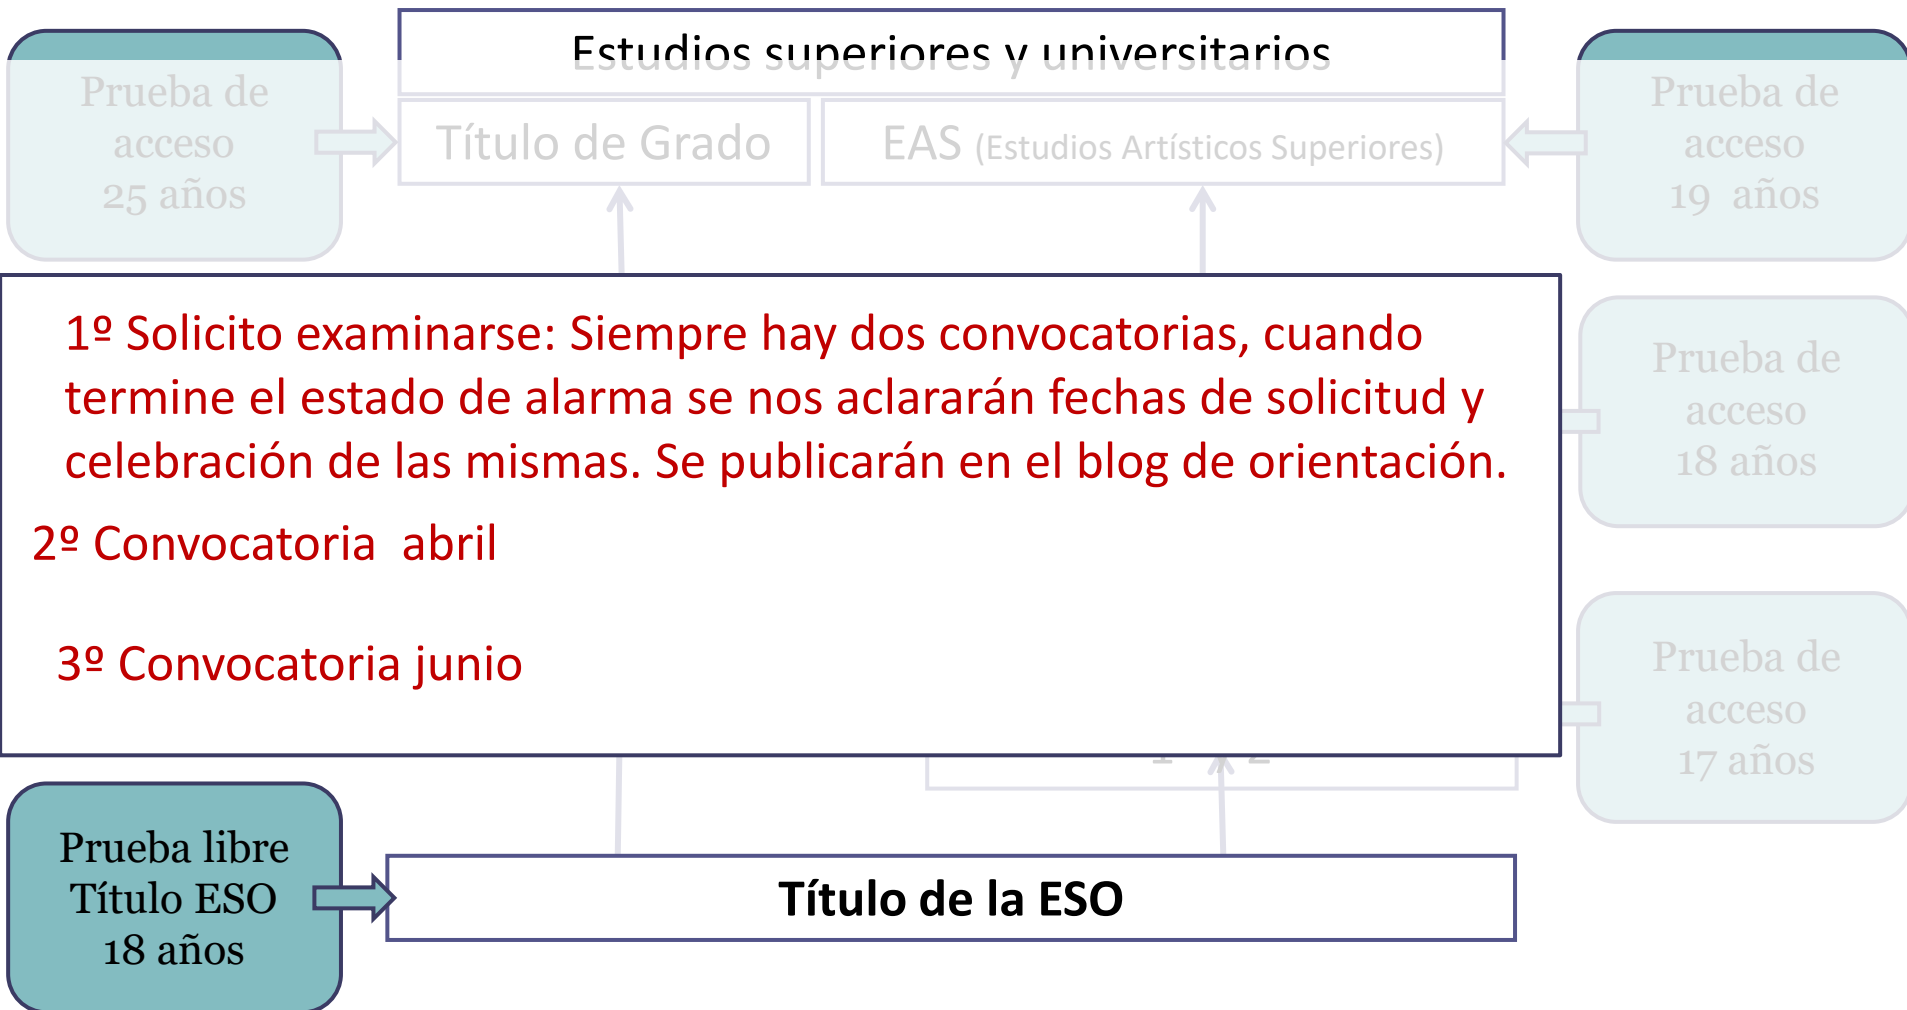 Estudios superiores y universitarios
Prueba de
acceso
25 años
Título de Grado
EAS (Estudios Artísticos Superiores)
Prueba de
acceso
19 años
1º Solicito examinarse: Siempre hay dos convocatorias, cuando
termine el estado de alarma se nos aclararán fechas de solicitud y
celebración de las mismas. Se publicarán en el blog de orientación.
2º Convocatoria abril
3º Convocatoria junio
Prueba de
acceso
18 años
Prueba de
acceso
17 años
Prueba libre
Título ESO
18 años
Título de la ESO